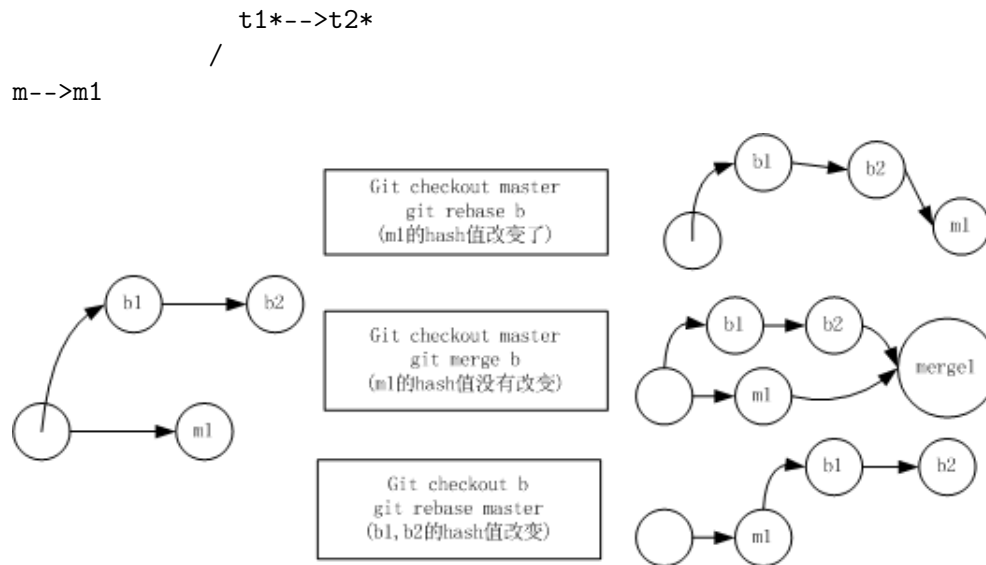 t1*-->t2*
/
m-->m1
b1
b2
m1
Git checkout master
git rebase b
(m1的hash值改变了)
b1
b2
m1
Git checkout master
git merge b
(m1的hash值没有改变)
b1
b2
m1
merge1
Git checkout b
git rebase master
(b1,b2的hash值改变)
b1
b2
m1